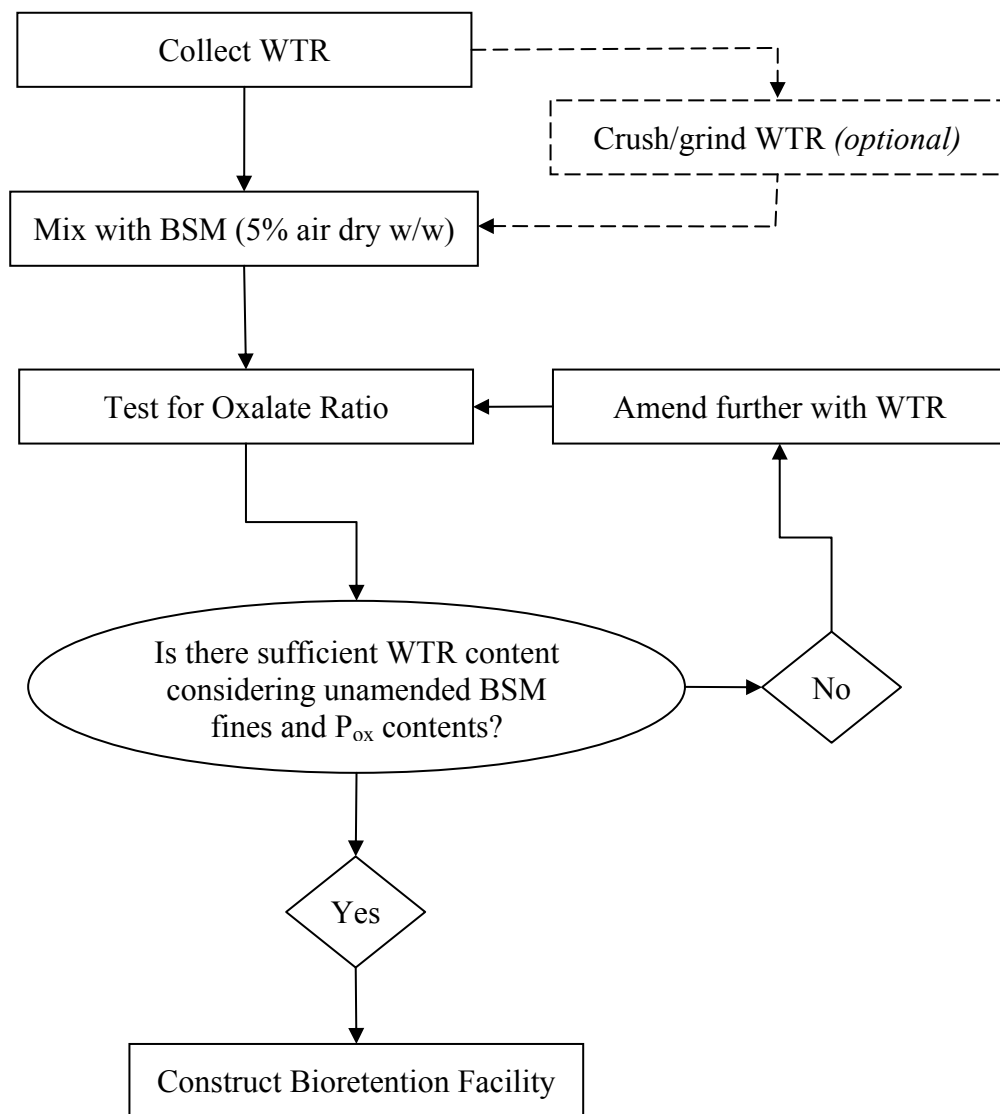 Collect WTR
Crush/grind WTR (optional)
Mix with BSM (5% air dry w/w)
Test for Oxalate Ratio
Amend further with WTR
Is there sufficient WTR content
considering unamended BSM
fines and Pox contents?
No
Yes
Construct Bioretention Facility